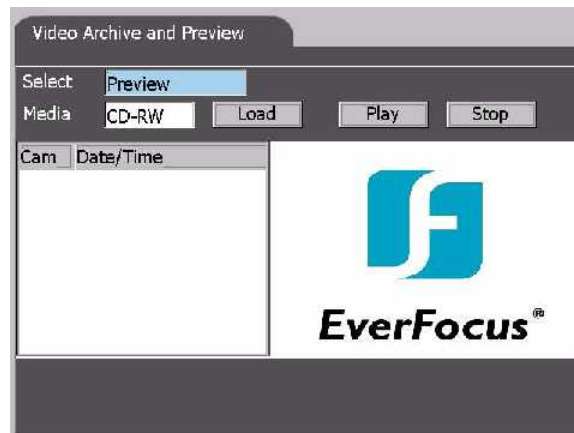 Video Archive and Preview
Select Preview
Media CD-RW Load Play Stop
Cam Date/Time
EverFocus®